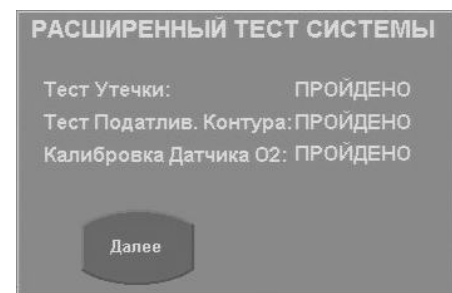 РАСШИРЕННЫЙ ТЕСТ СИСТЕМЫ
Тест Утечки: ПРОЙДЕНО
Тест Податлив. Контура: ПРОЙДЕНО
Калибровка Датчика O2: ПРОЙДЕНО
Далее